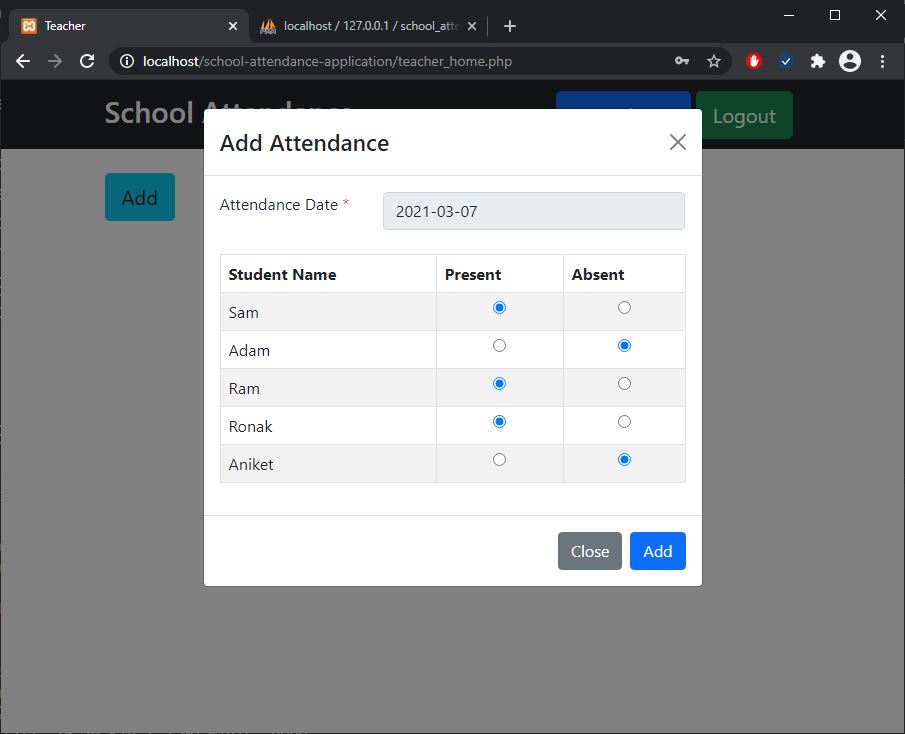 Teacher
localhost / 127.0.0.1 / school_atte
localhost/school-attendance-application/teacher_home.php
School Attendance
Logout
Add
Add Attendance
Attendance Date *
2021-03-07
Student Name Present Absent
Sam
Adam
Ram
Ronak
Aniket
Close Add